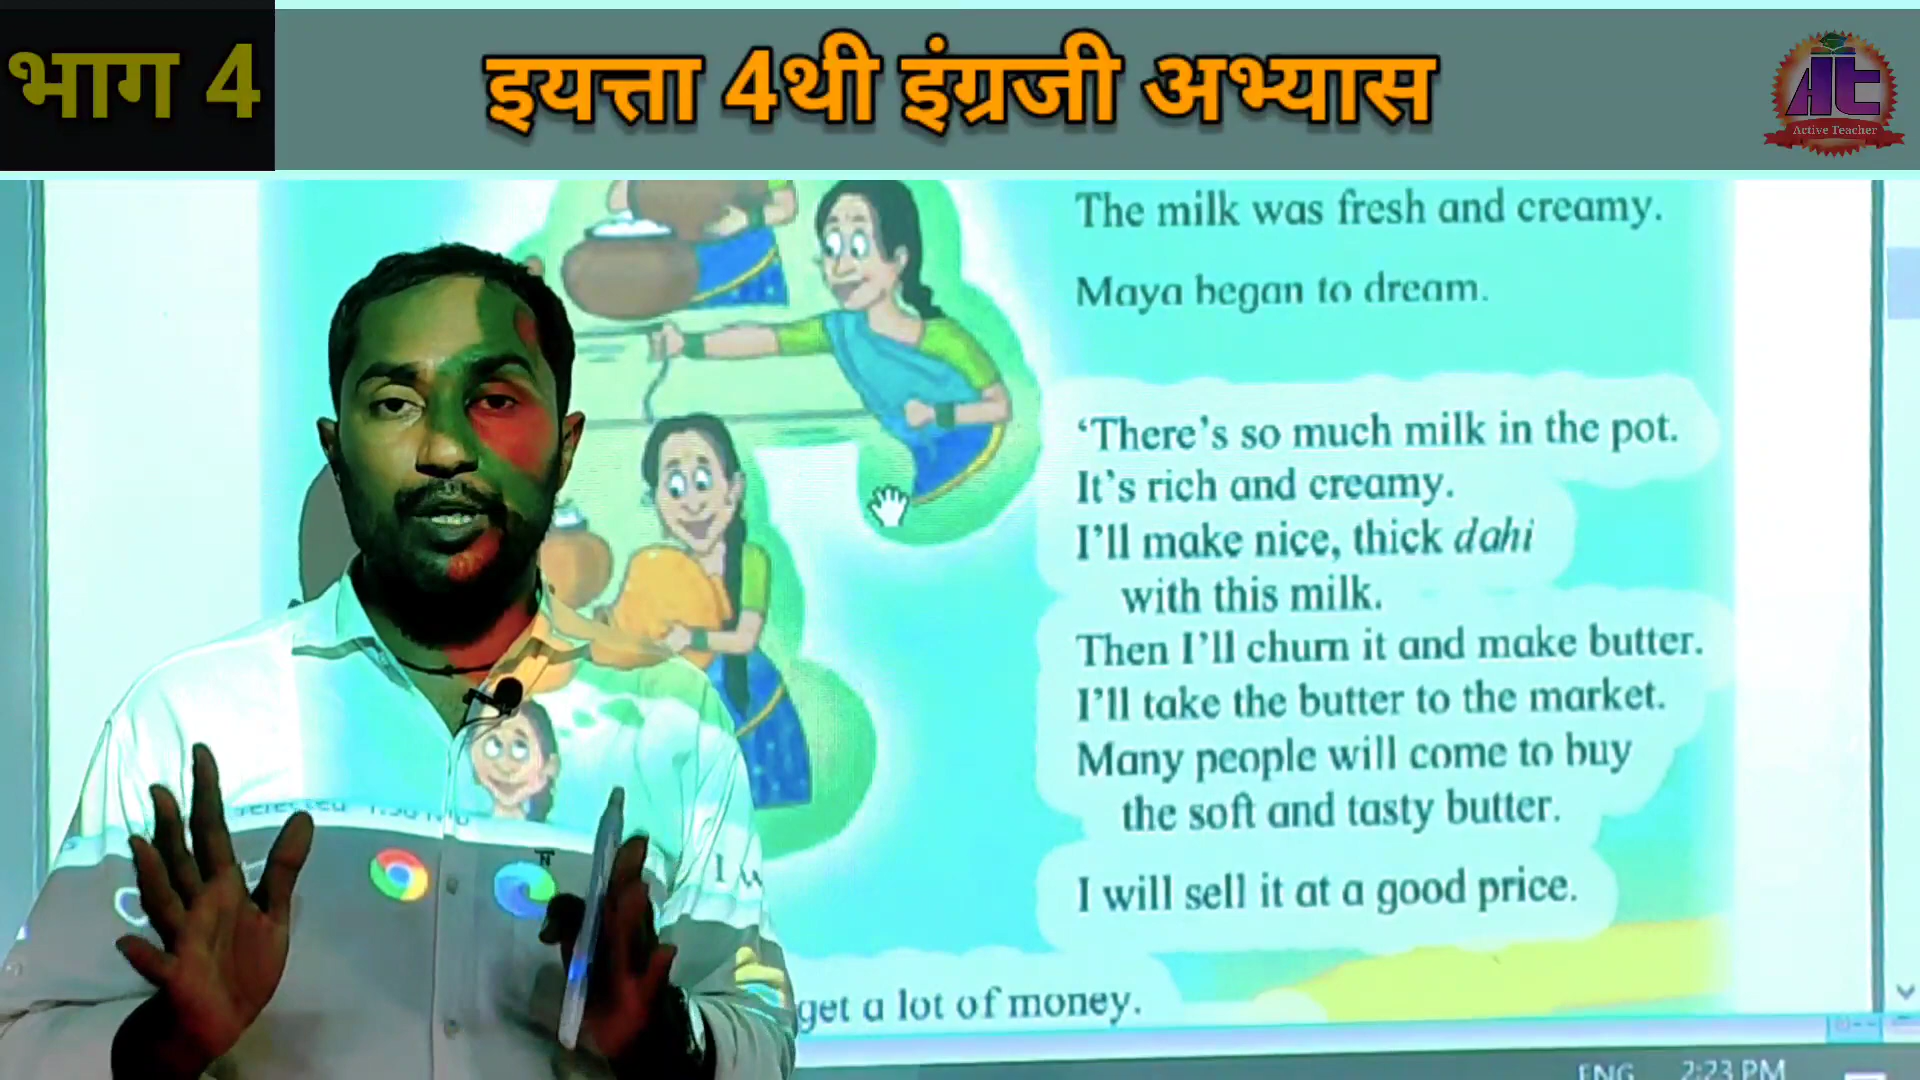 भाग 4
इयत्ता 4थी इंग्रजी अभ्यास
Active Teacher
The milk was fresh and creamy.
Maya began to dream.
‘There’s so much milk in the pot.
It’s rich and creamy.
I’ll make nice, thick dahi
with this milk.
Then I’ll churn it and make butter.
I’ll take the butter to the market.
Many people will come to buy
the soft and tasty butter.
I will sell it at a good price.
get a lot of money.
ENG 2:23 PM